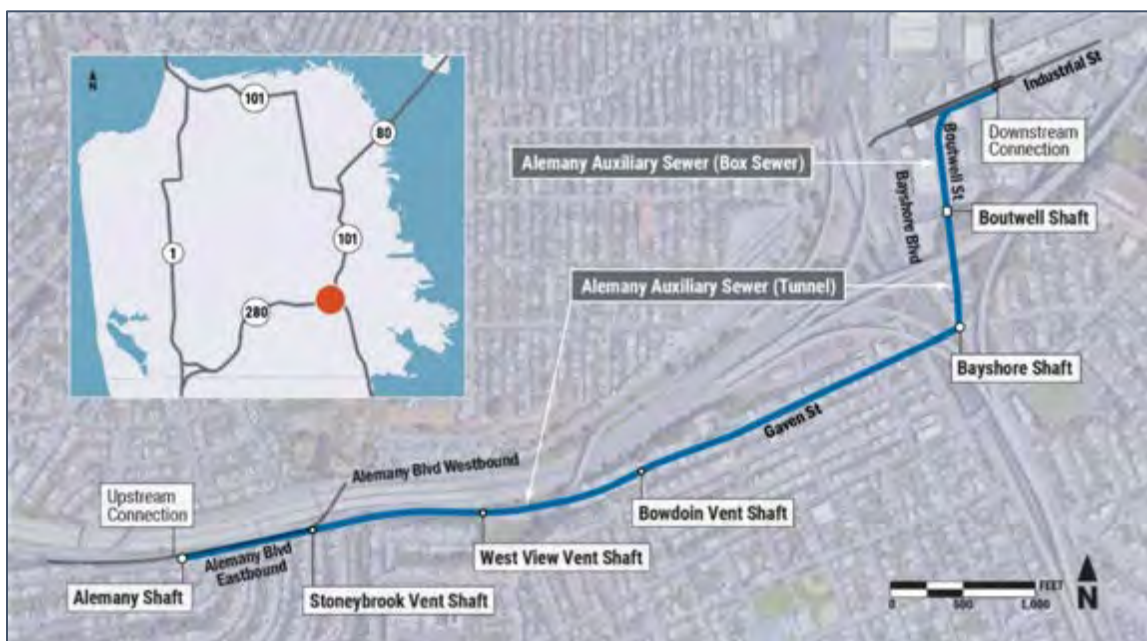 N
101
80
101
1
280
Industrial St
Downstream
Connection
Boutwell St
Bayshore Blvd
Alemany Auxiliary Sewer (Box Sewer)
Boutwell Shaft
Alemany Auxiliary Sewer (Tunnel)
Bayshore Shaft
Gaven St
Alemany Blvd Westbound
Upstream
Connection
Bowdoin Vent Shaft
West View Vent Shaft
Alemany Blvd
Eastbound
Alemany Shaft
Stoneybrook Vent Shaft
FEET
0 500 1,000
N